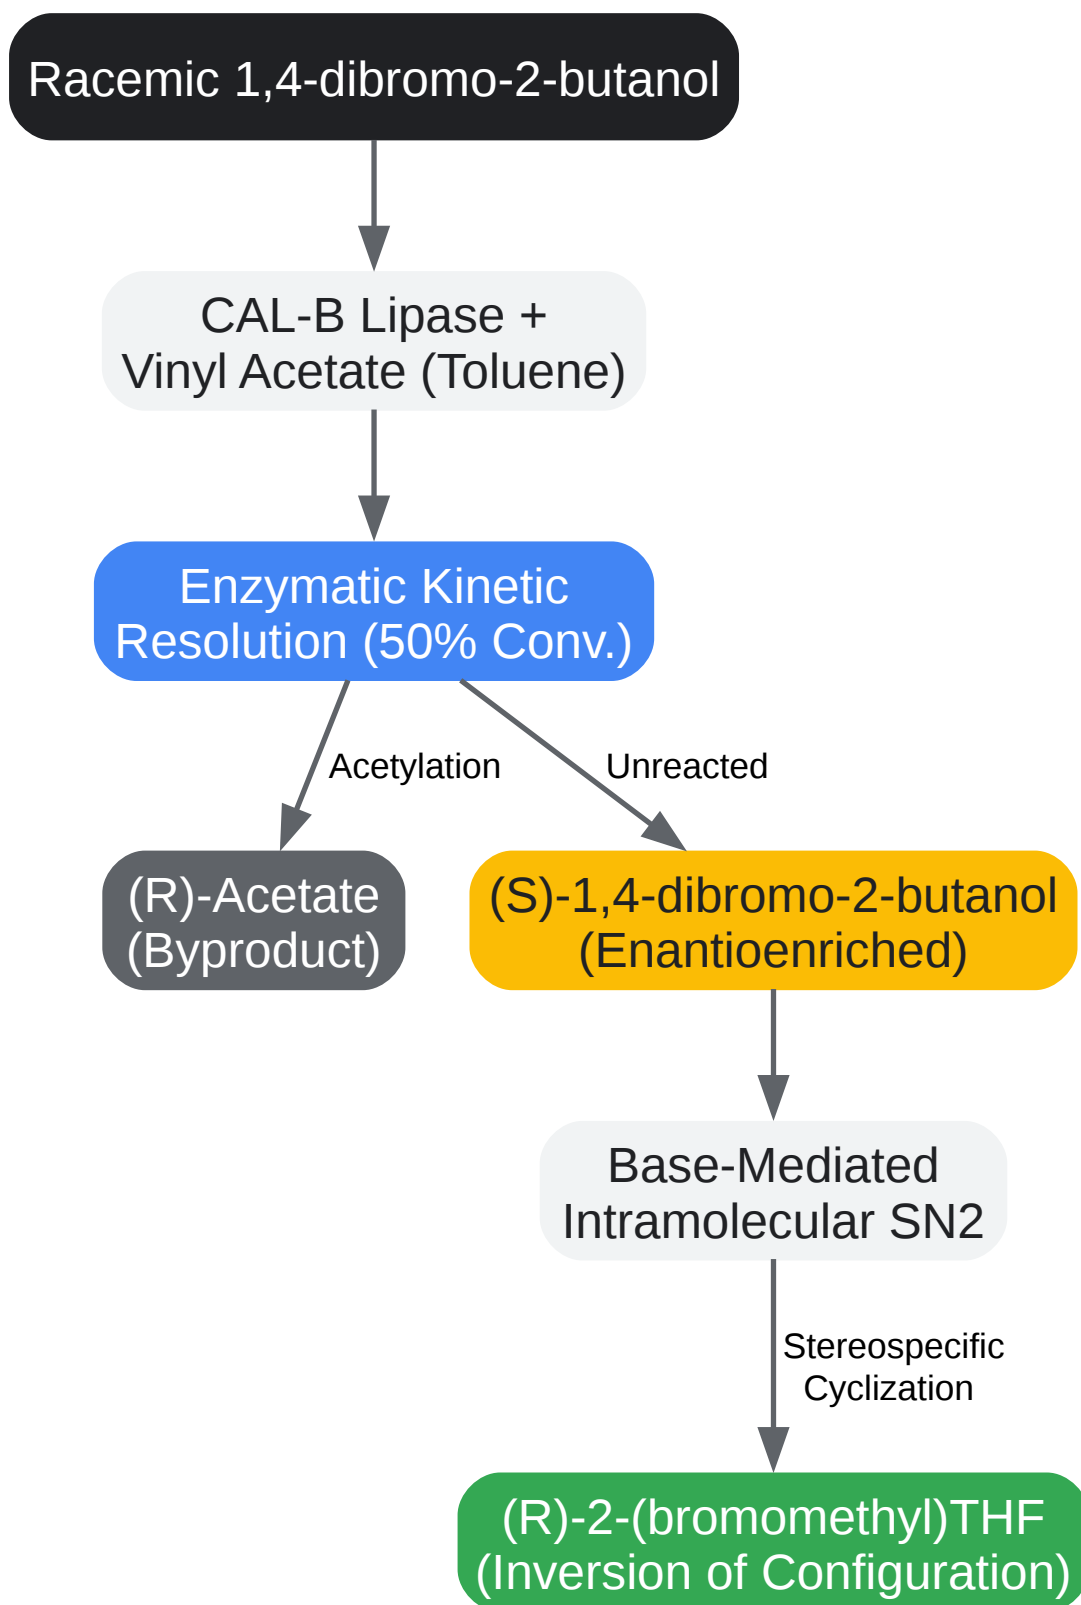 Racemic 1,4-dibromo-2-butanol
CAL-B Lipase +
Vinyl Acetate (Toluene)
Enzymatic Kinetic
Resolution (50% Conv.)
Acetylation
Unreacted
(R)-Acetate
(Byproduct)
(S)-1,4-dibromo-2-butanol
(Enantioenriched)
Base-Mediated
Intramolecular SN2
Stereospecific
Cyclization
(R)-2-(bromomethyl)THF
(Inversion of Configuration)